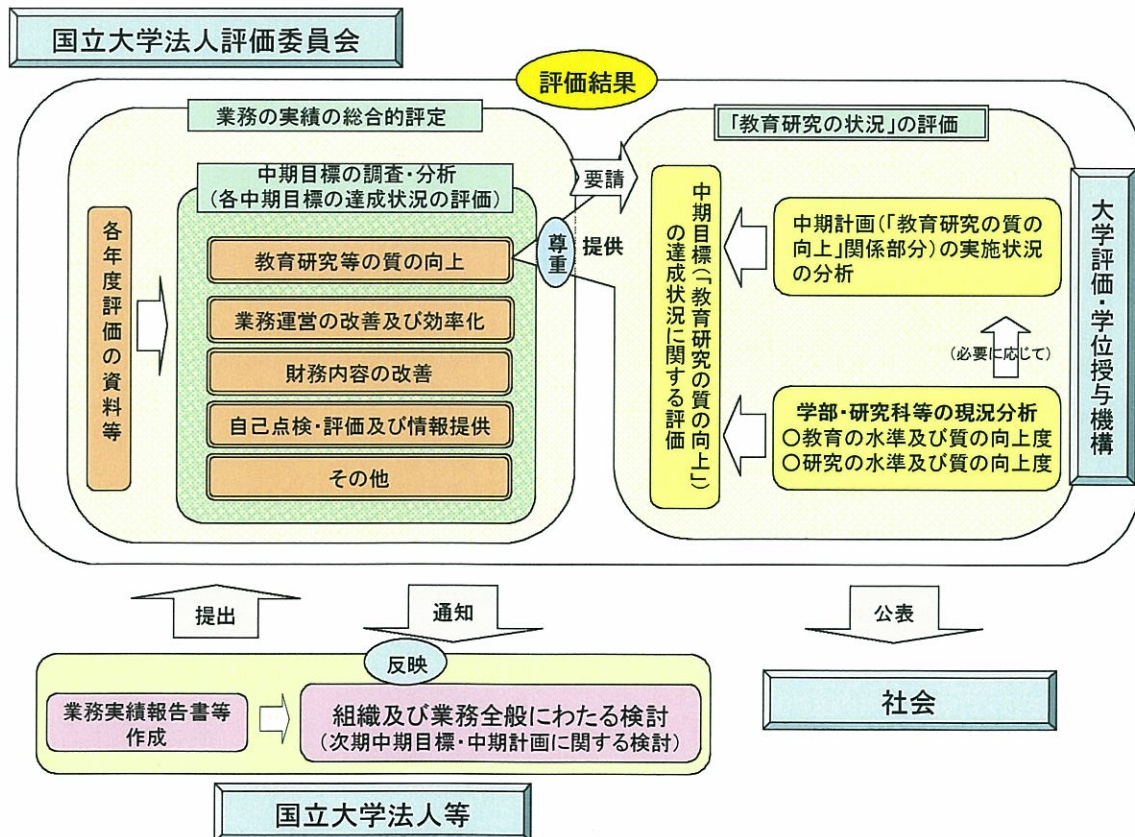 国立大学法人評価委員会
評価結果
業務の実績の総合的評定
中期目標の調査・分析
(各中期目標の達成状況の評価)
各年度評価の資料等
教育研究等の質の向上
業務運営の改善及び効率化
財務内容の改善
自己点検・評価及び情報提供
その他
要請
尊重
提供
「教育研究の状況」の評価
中期目標(「教育研究の質の向上」)
の達成状況に関する評価
中期計画(「教育研究の質の
向上」関係部分)の実施状況
の分析
(必要に応じて)
学部・研究科等の現況分析
○教育の水準及び質の向上度
○研究の水準及び質の向上度
大学評価・学位授与機構
提出
通知
公表
反映
業務実績報告書等
作成
組織及び業務全般にわたる検討
(次期中期目標・中期計画に関する検討)
社会
国立大学法人等